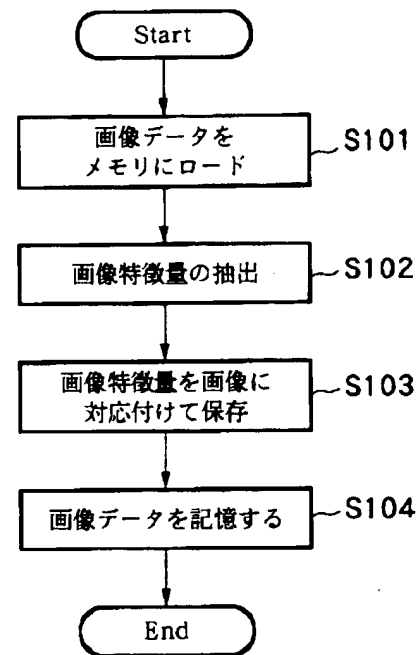 Start
画像データを
メモリにロード
S101
画像特徴量の抽出
S102
画像特徴量を画像に
対応付けて保存
S103
画像データを記憶する
S104
End